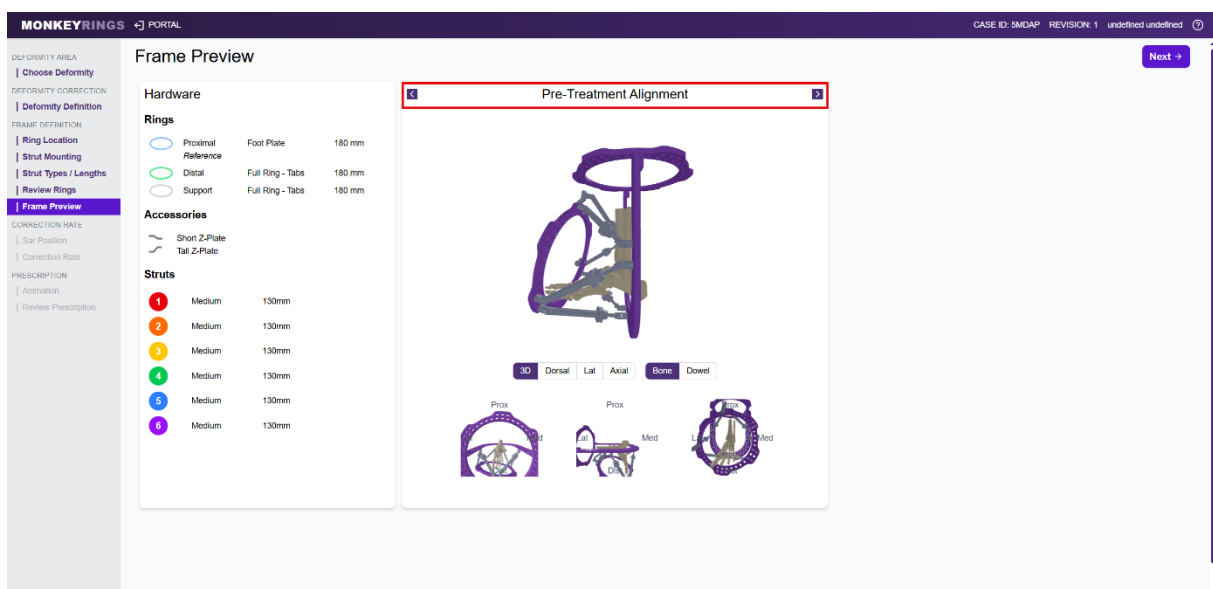 MONKEYRINGS PORTAL CASE ID: 5MDAP REVISION: 1 undefined undefined ?
DEFORMITY AREA
Choose Deformity
DEFORMITY CORRECTION
Deformity Definition
FRAME DEFINITION
Ring Location
Strut Mounting
Strut Types / Lengths
Review Rings
Frame Preview
CORRECTION RATE
Sar Position
Correction Rate
PRESCRIPTION
Animation
Review Prescription
Frame Preview
Next →
Hardware
Rings
Proximal Foot Plate 180 mm
Reference
Distal Full Ring - Tabs 180 mm
Support Full Ring - Tabs 180 mm
Accessories
Short Z-Plate
Tall Z-Plate
Struts
1 Medium 130mm
2 Medium 130mm
3 Medium 130mm
4 Medium 130mm
5 Medium 130mm
6 Medium 130mm
< Pre-Treatment Alignment >
3D Dorsal Lat Axial Bone Dowel
Prox Prox Prox
Med Lat Med Med